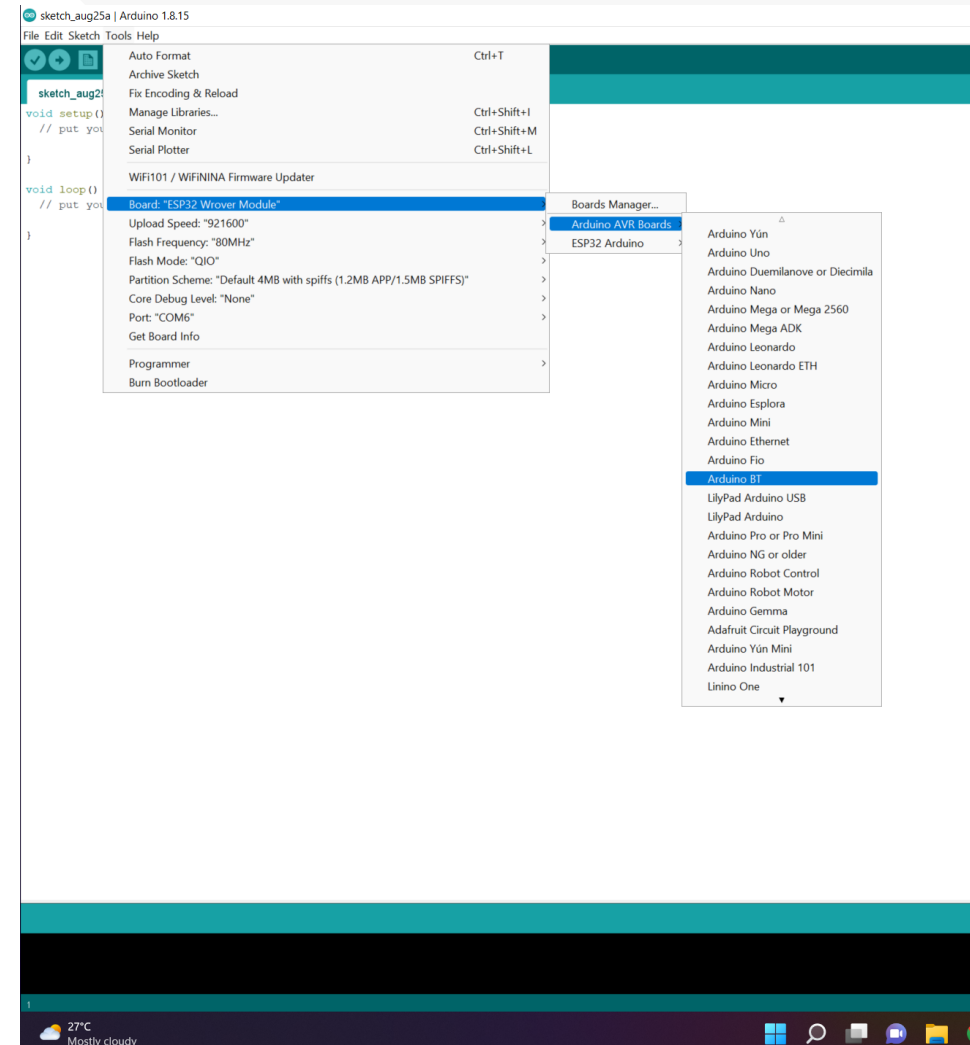 sketch_aug25a | Arduino 1.8.15
File Edit Sketch Tools Help
sketch_aug25
void setup()
// put you
}
void loop()
// put you
}
Auto Format Ctrl+T
Archive Sketch
Fix Encoding & Reload
Manage Libraries... Ctrl+Shift+I
Serial Monitor Ctrl+Shift+M
Serial Plotter Ctrl+Shift+L
WiFi101 / WiFiNINA Firmware Updater
Board: "ESP32 Wrover Module"
Upload Speed: "921600"
Flash Frequency: "80MHz"
Flash Mode: "QIO"
Partition Scheme: "Default 4MB with spiffs (1.2MB APP/1.5MB SPIFFS)"
Core Debug Level: "None"
Port: "COM6"
Get Board Info
Programmer
Burn Bootloader
Boards Manager...
Arduino AVR Boards
ESP32 Arduino
Arduino Yún
Arduino Uno
Arduino Duemilanove or Diecimila
Arduino Nano
Arduino Mega or Mega 2560
Arduino Mega ADK
Arduino Leonardo
Arduino Leonardo ETH
Arduino Micro
Arduino Esplora
Arduino Mini
Arduino Ethernet
Arduino Fio
Arduino BT
LilyPad Arduino USB
LilyPad Arduino
Arduino Pro or Pro Mini
Arduino NG or older
Arduino Robot Control
Arduino Robot Motor
Arduino Gemma
Adafruit Circuit Playground
Arduino Yún Mini
Arduino Industrial 101
Linino One
1
27°C
Mostly cloudy